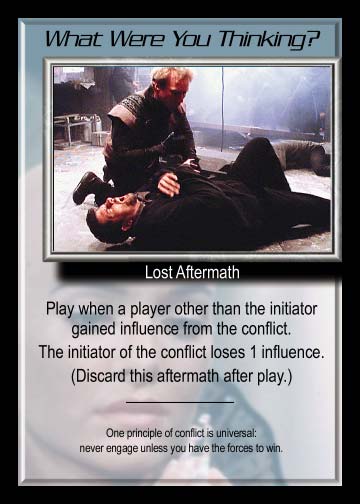 What Were You Thinking?
Lost Aftermath
Play when a player other than the initiator
gained influence from the conflict.
The initiator of the conflict loses 1 influence.
(Discard this aftermath after play.)
One principle of conflict is universal:
never engage unless you have the forces to win.